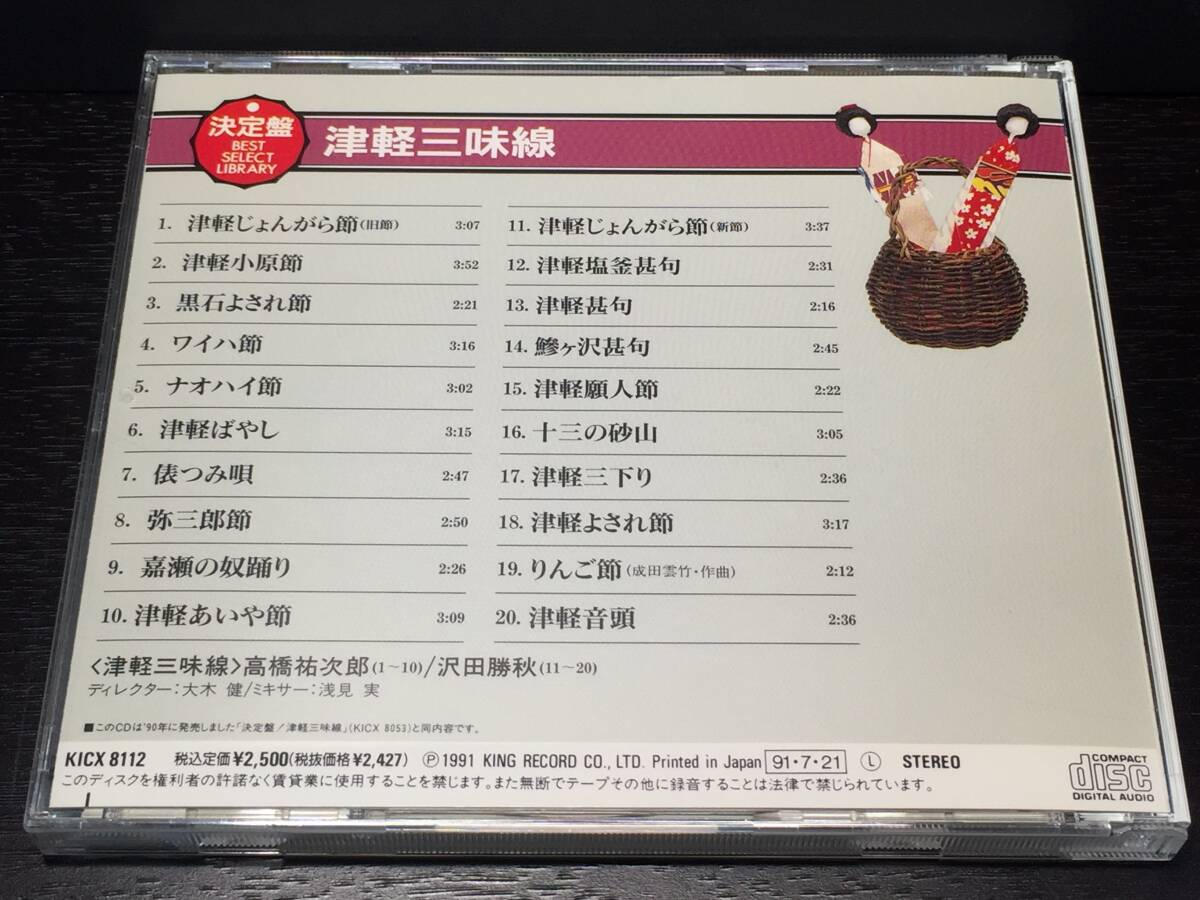 決定盤
BEST
SELECT
LIBRARY
津軽三味線
1. 津軽じょんがら節(旧節) 3:07
2. 津軽小原節 3:52
3. 黒石よされ節 2:21
4. ワイハ節 3:16
5. ナオハイ節 3:02
6. 津軽ばやし 3:15
7. 俵つみ唄 2:47
8. 弥三郎節 2:50
9. 嘉瀬の奴踊り 2:26
10. 津軽あいや節 3:09
11. 津軽じょんがら節(新節) 3:37
12. 津軽塩釜甚句 2:31
13. 津軽甚句 2:16
14. 鰺ヶ沢甚句 2:45
15. 津軽願人節 2:22
16. 十三の砂山 3:05
17. 津軽三下り 2:36
18. 津軽よされ節 3:17
19. りんご節(成田雲竹・作曲) 2:12
20. 津軽音頭 2:36
〈津軽三味線〉高橋祐次郎(1~10)/沢田勝秋(11~20)
ディレクター:大木 健/ミキサー:浅見 実
■このCDは'90年に発売しました「決定盤/津軽三味線」(KICX 8053)と同内容です。
KICX 8112 税込定価¥2,500(税抜価格¥2,427) Ⓟ1991 KING RECORD CO., LTD. Printed in Japan 91・7・21 Ⓛ STEREO
このディスクを権利者の許諾なく賃貸業に使用することを禁じます。また無断でテープその他に録音することは法律で禁じられています。
COMPACT
disc
DIGITAL AUDIO